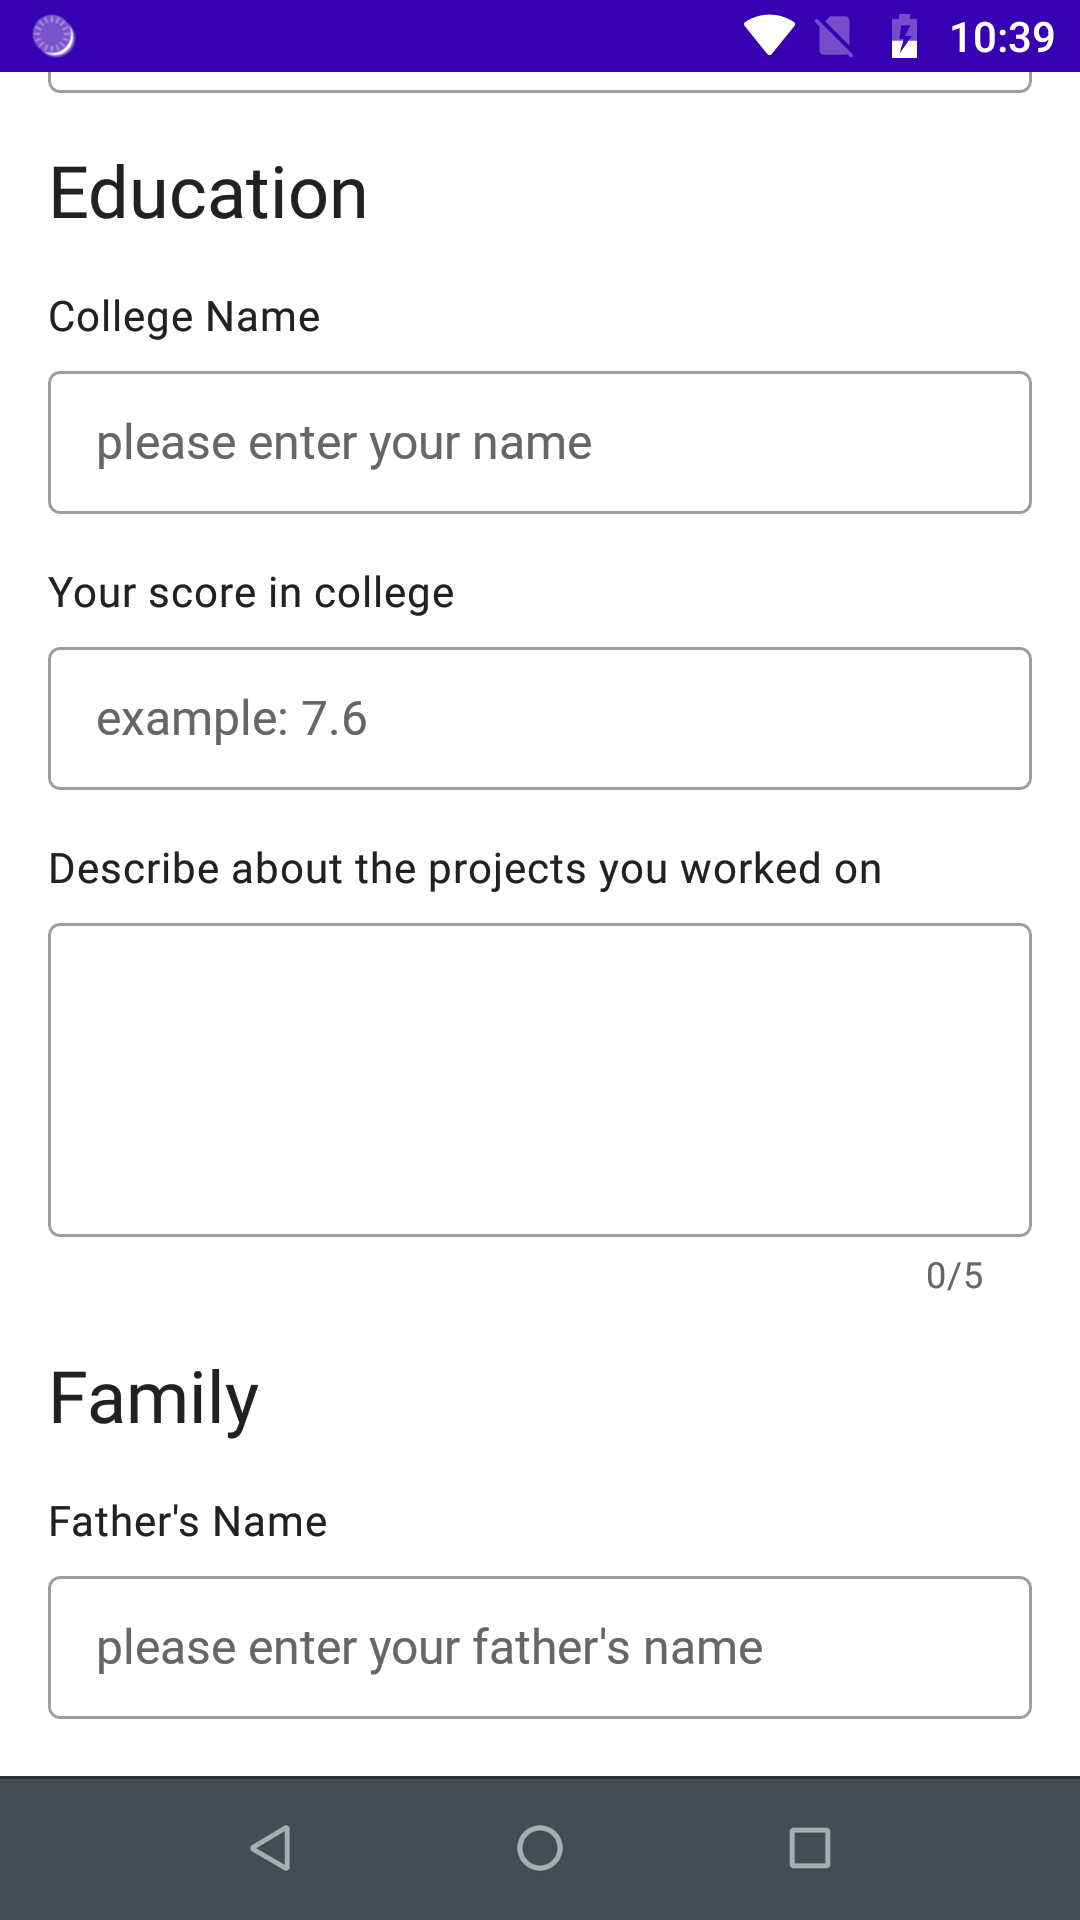 10:39
Education
College Name
please enter your name
Your score in college
example: 7.6
Describe about the projects you worked on
0/5
Family
Father's Name
please enter your father's name